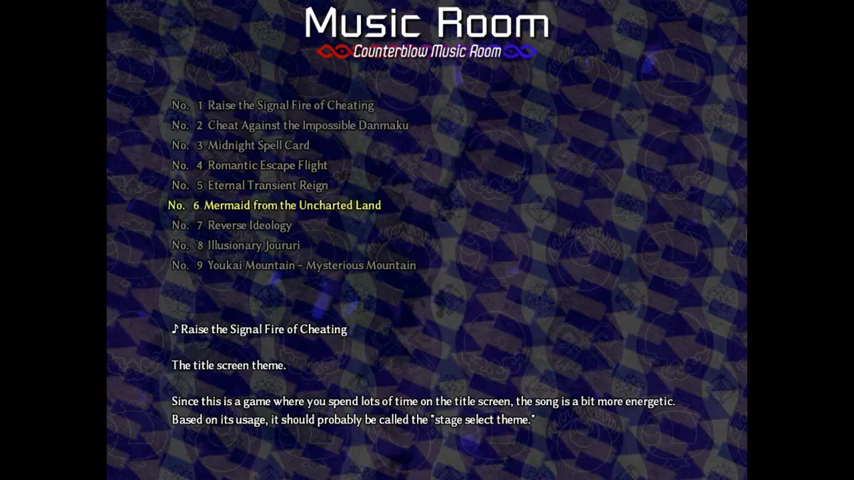 Music Room
Counterblow Music Room
No. 1 Raise the Signal Fire of Cheating
No. 2 Cheat Against the Impossible Danmaku
No. 3 Midnight Spell Card
No. 4 Romantic Escape Flight
No. 5 Eternal Transient Reign
No. 6 Mermaid from the Uncharted Land
No. 7 Reverse Ideology
No. 8 Illusionary Joururi
No. 9 Youkai Mountain ~ Mysterious Mountain
♪ Raise the Signal Fire of Cheating
The title screen theme.
Since this is a game where you spend lots of time on the title screen, the song is a bit more energetic.
Based on its usage, it should probably be called the "stage select theme."